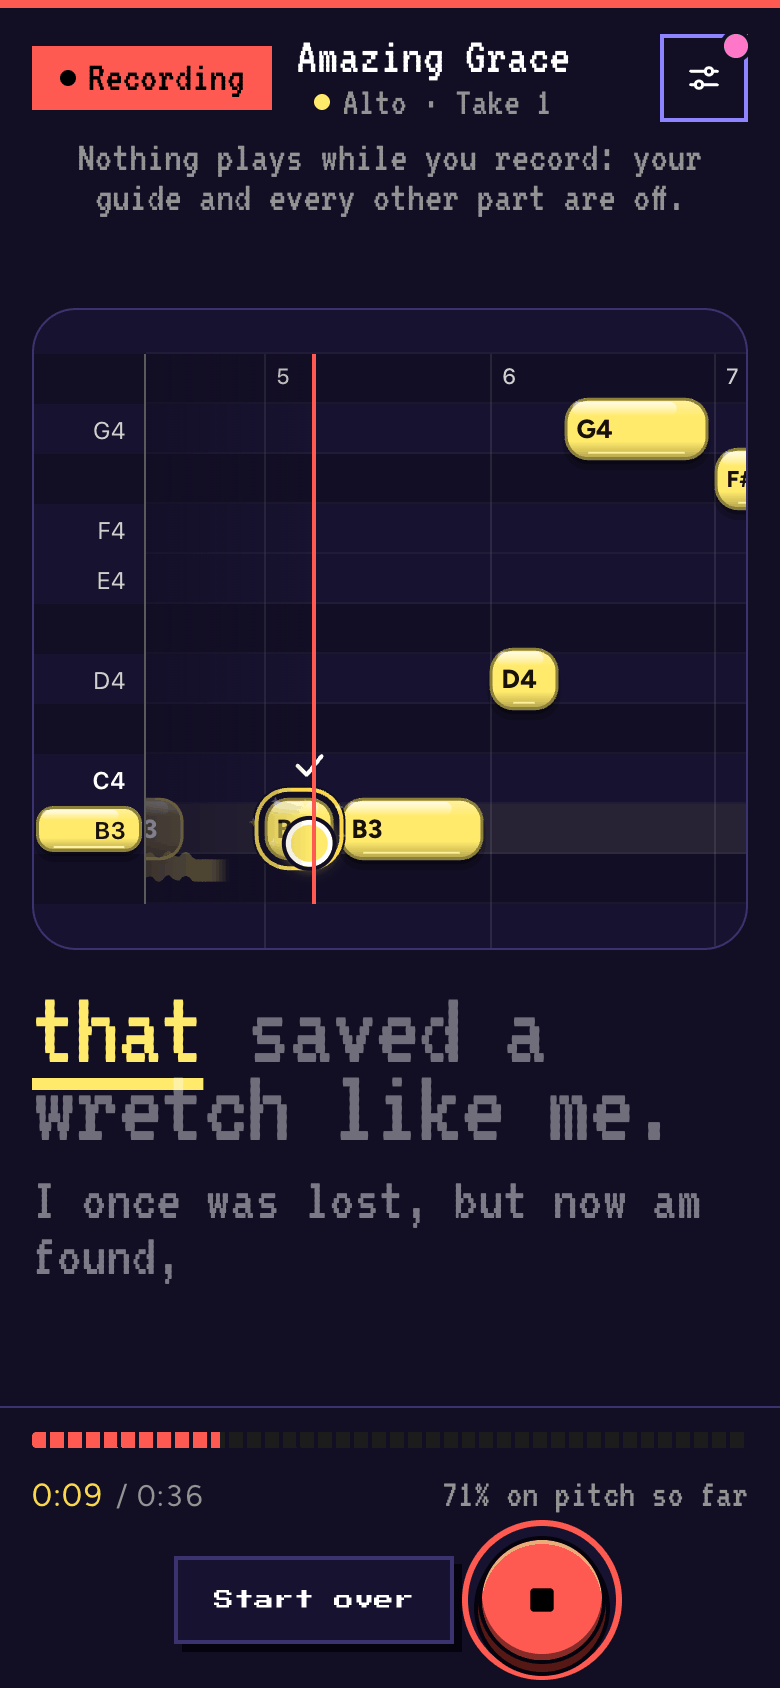 Recording
Amazing Grace
Alto · Take 1
Nothing plays while you record: your
guide and every other part are off.
5 6 7
G4 G4
F#
F4
E4
D4 D4
C4
B3 3 B3
that saved a
wretch like me.
I once was lost, but now am
found,
0:09 / 0:36 71% on pitch so far
Start over